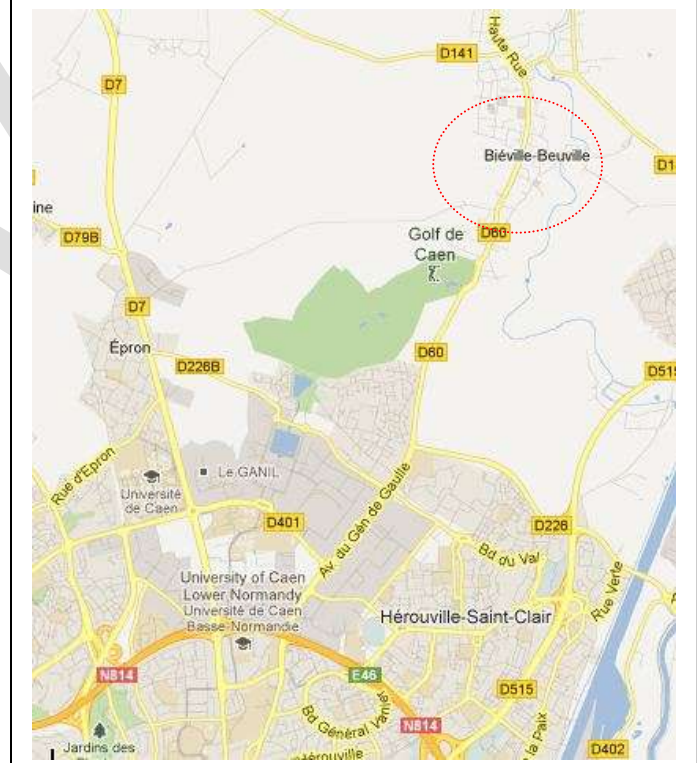 Haute Rue
D141
D7
Biéville-Beuville
D1
ine
D79B
D60
Golf de
Caen
D7
Épron
D226B
D60
D515
Rue d'Epron
Le GANIL
Université
de Caen
Av. du Gén de Gaulle
D401
D226
Bd du Val
University of Caen
Lower Normandy
Université de Caen
Basse-Normandie
Rue Verte
Hérouville-Saint-Clair
N814
E46
D515
Bd Général Vanier
N814
Jardins des
érouville
la Paix
D402